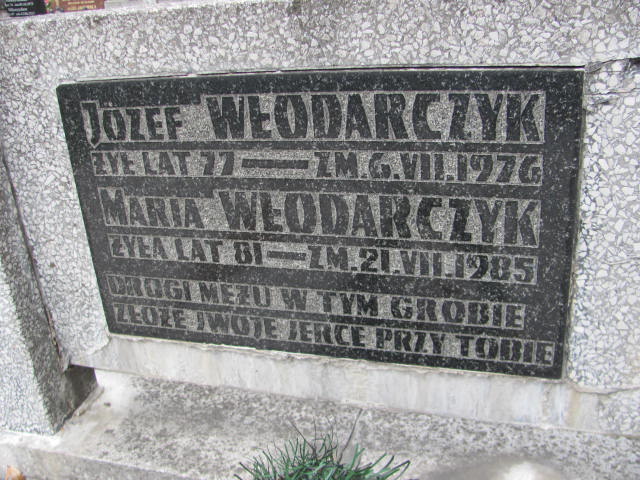 JÓZEF WŁODARCZYK
ŻYŁ LAT 77 — ZM. 6.VII.1976
MARIA WŁODARCZYK
ŻYŁA LAT 81 — ZM. 21.VII.1985
DROGI MĘŻU W TYM GROBIE
ZŁOŻĘ SWOJE SERCE PRZY TOBIE